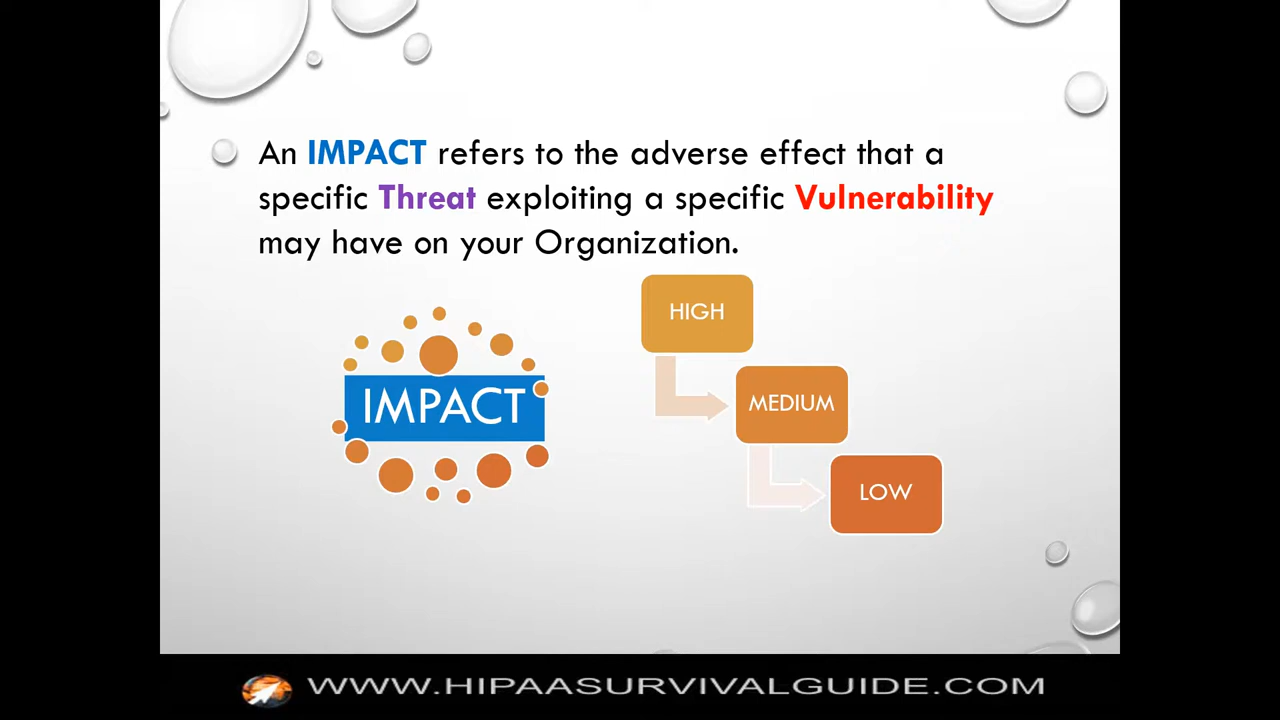 An IMPACT refers to the adverse effect that a
specific Threat exploiting a specific Vulnerability
may have on your Organization.
IMPACT
HIGH
MEDIUM
LOW
WWW.HIPAASURVIVALGUIDE.COM